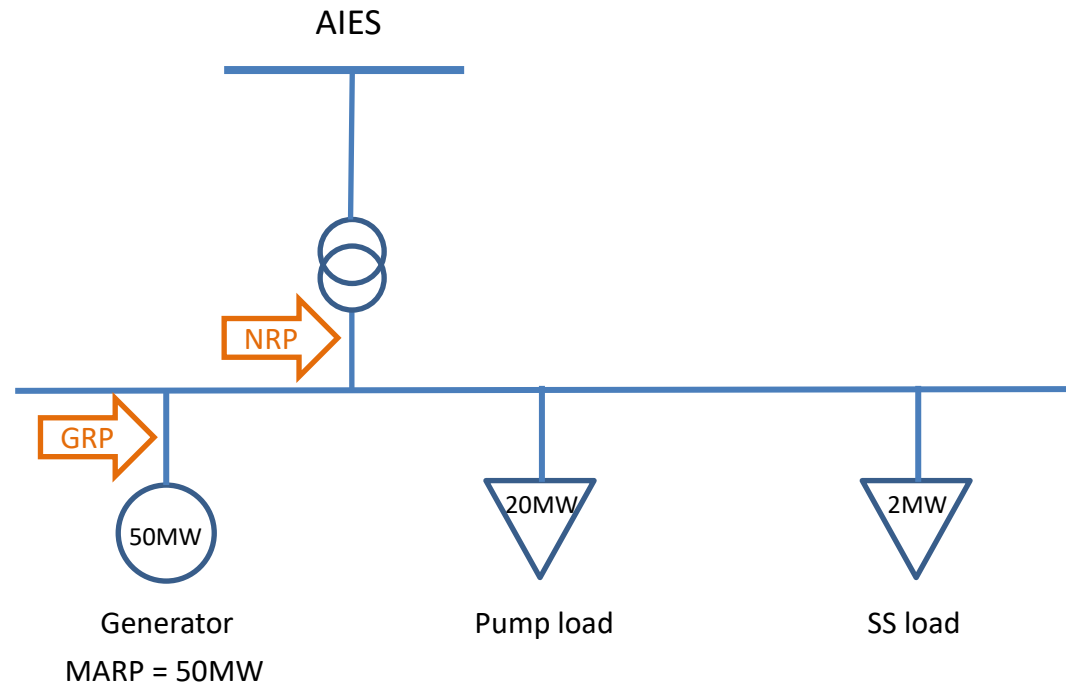 AIES
NRP
GRP
50MW
20MW
2MW
Generator
Pump load
SS load
MARP = 50MW